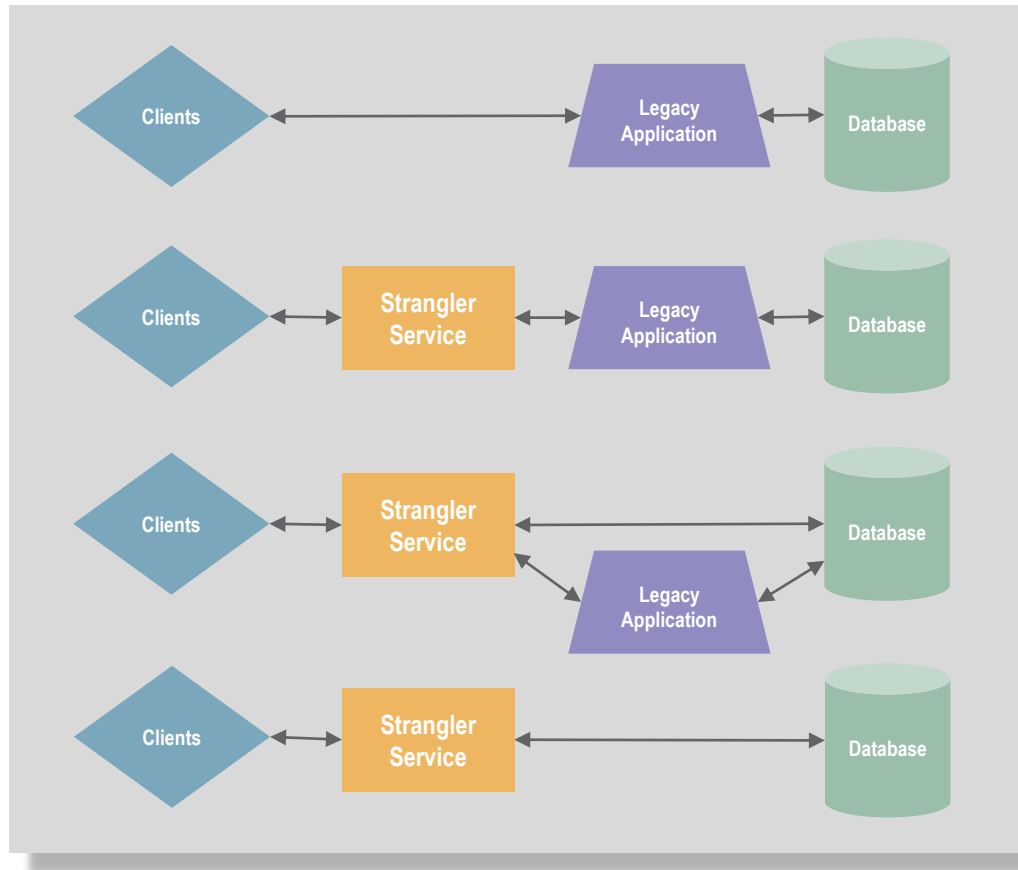 Clients
Legacy
Application
Database
Clients
Strangler
Service
Legacy
Application
Database
Clients
Strangler
Service
Database
Legacy
Application
Clients
Strangler
Service
Database